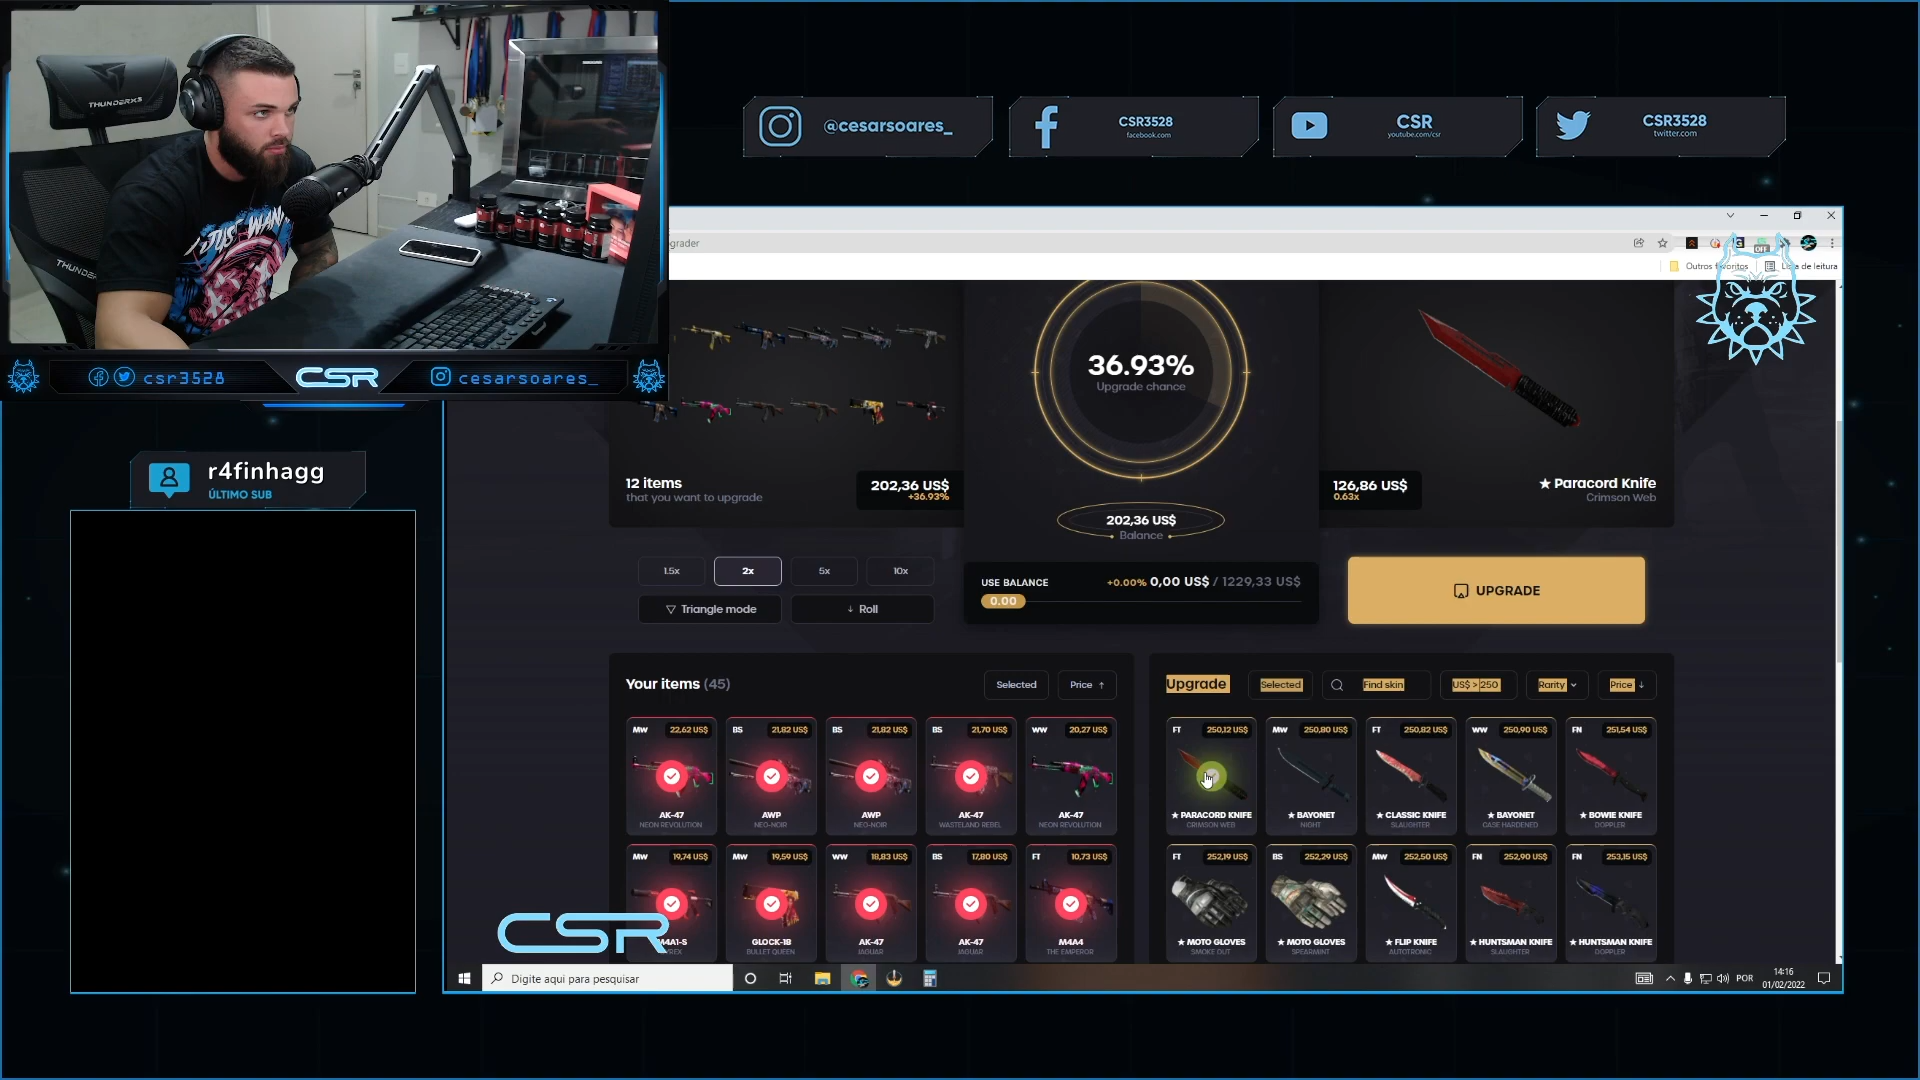 THUNDERX3
THUNDER
I JUST WAN
csr3528
CSR
cesarsoares_
@cesarsoares_
CSR3528
facebook.com
CSR
youtube.com/csr
CSR3528
twitter.com
r4finhagg
ÚLTIMO SUB
grader
OFF
Outros favoritos
Lista de leitura
36.93%
Upgrade chance
12 items
that you want to upgrade
202,36 US$
+36.93%
126,86 US$
0.63x
★ Paracord Knife
Crimson Web
202,36 US$
Balance
1.5x
2x
5x
10x
Triangle mode
Roll
USE BALANCE
+0.00% 0,00 US$ / 1229,33 US$
0.00
UPGRADE
Your items (45)
Selected
Price ↑
Upgrade
Selected
Find skin
US$ > 250
Rarity
Price ↓
MW 22,62 US$
AK-47
NEON REVOLUTION
BS 21,82 US$
AWP
NEO-NOIR
BS 21,82 US$
AWP
NEO-NOIR
BS 21,70 US$
AK-47
WASTELAND REBEL
WW 20,27 US$
AK-47
NEON REVOLUTION
FT 250,12 US$
★ PARACORD KNIFE
CRIMSON WEB
MW 250,80 US$
★ BAYONET
NIGHT
FT 250,82 US$
★ CLASSIC KNIFE
SLAUGHTER
WW 250,90 US$
★ BAYONET
CASE HARDENED
FN 251,54 US$
★ BOWIE KNIFE
DOPPLER
MW 19,74 US$
M4A1-S
MW 19,59 US$
GLOCK-18
BULLET QUEEN
WW 18,83 US$
AK-47
JAGUAR
BS 17,80 US$
AK-47
JAGUAR
FT 10,73 US$
M4A4
THE EMPEROR
FT 252,19 US$
★ MOTO GLOVES
SMOKE OUT
BS 252,29 US$
★ MOTO GLOVES
SPEARMINT
MW 252,50 US$
★ FLIP KNIFE
AUTOTRONIC
FN 252,90 US$
★ HUNTSMAN KNIFE
SLAUGHTER
FN 253,15 US$
★ HUNTSMAN KNIFE
DOPPLER
CSR
Digite aqui para pesquisar
POR
14:16
01/02/2022